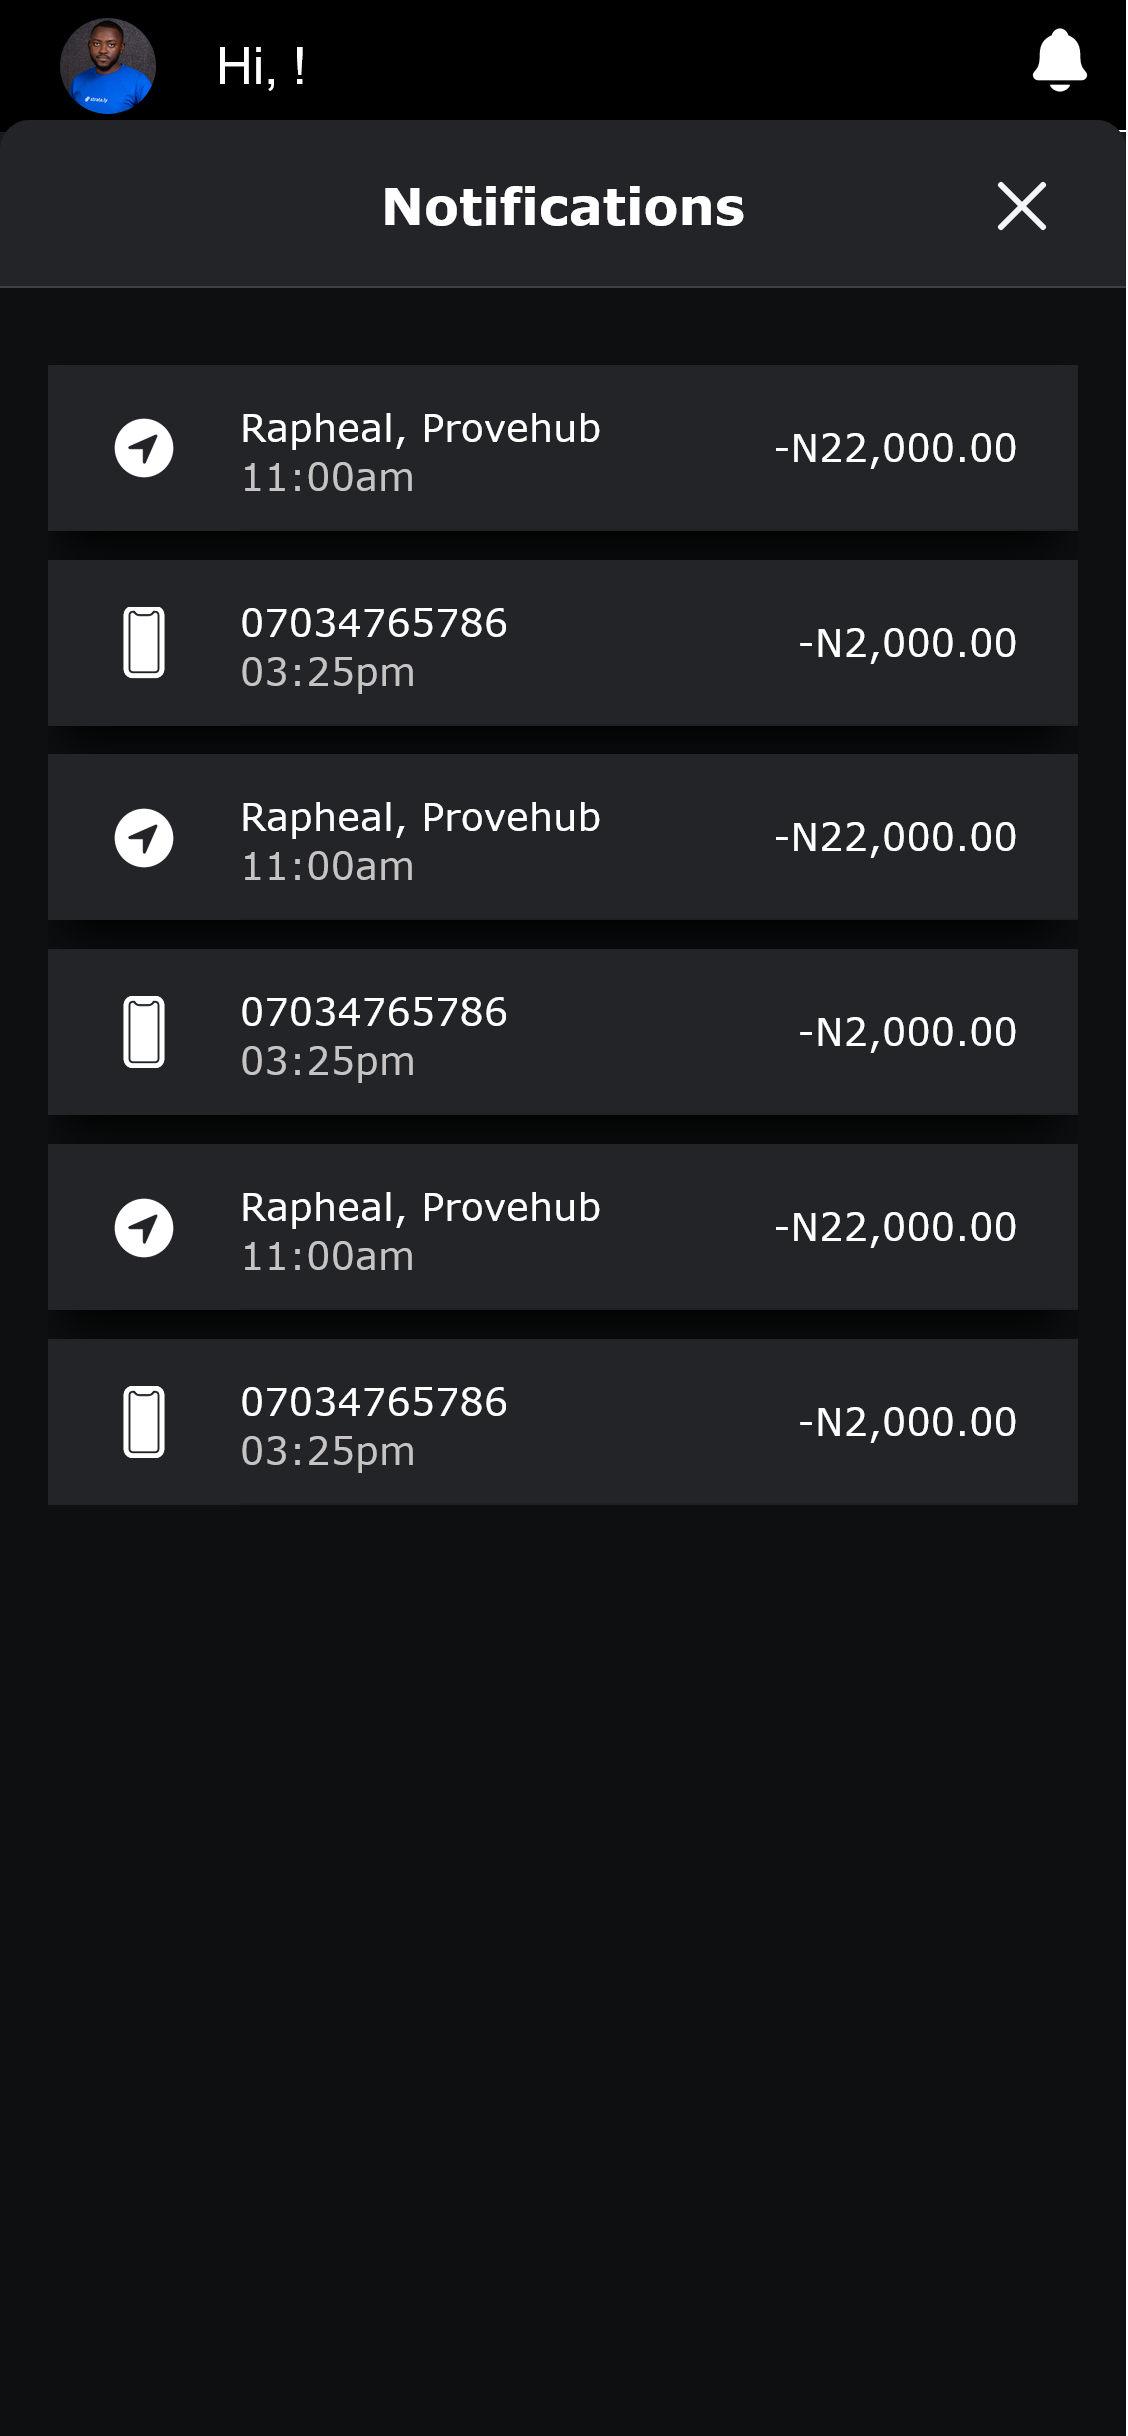 Hi, !
Notifications
Rapheal, Provehub
11:00am
-N22,000.00
07034765786
03:25pm
-N2,000.00
Rapheal, Provehub
11:00am
-N22,000.00
07034765786
03:25pm
-N2,000.00
Rapheal, Provehub
11:00am
-N22,000.00
07034765786
03:25pm
-N2,000.00